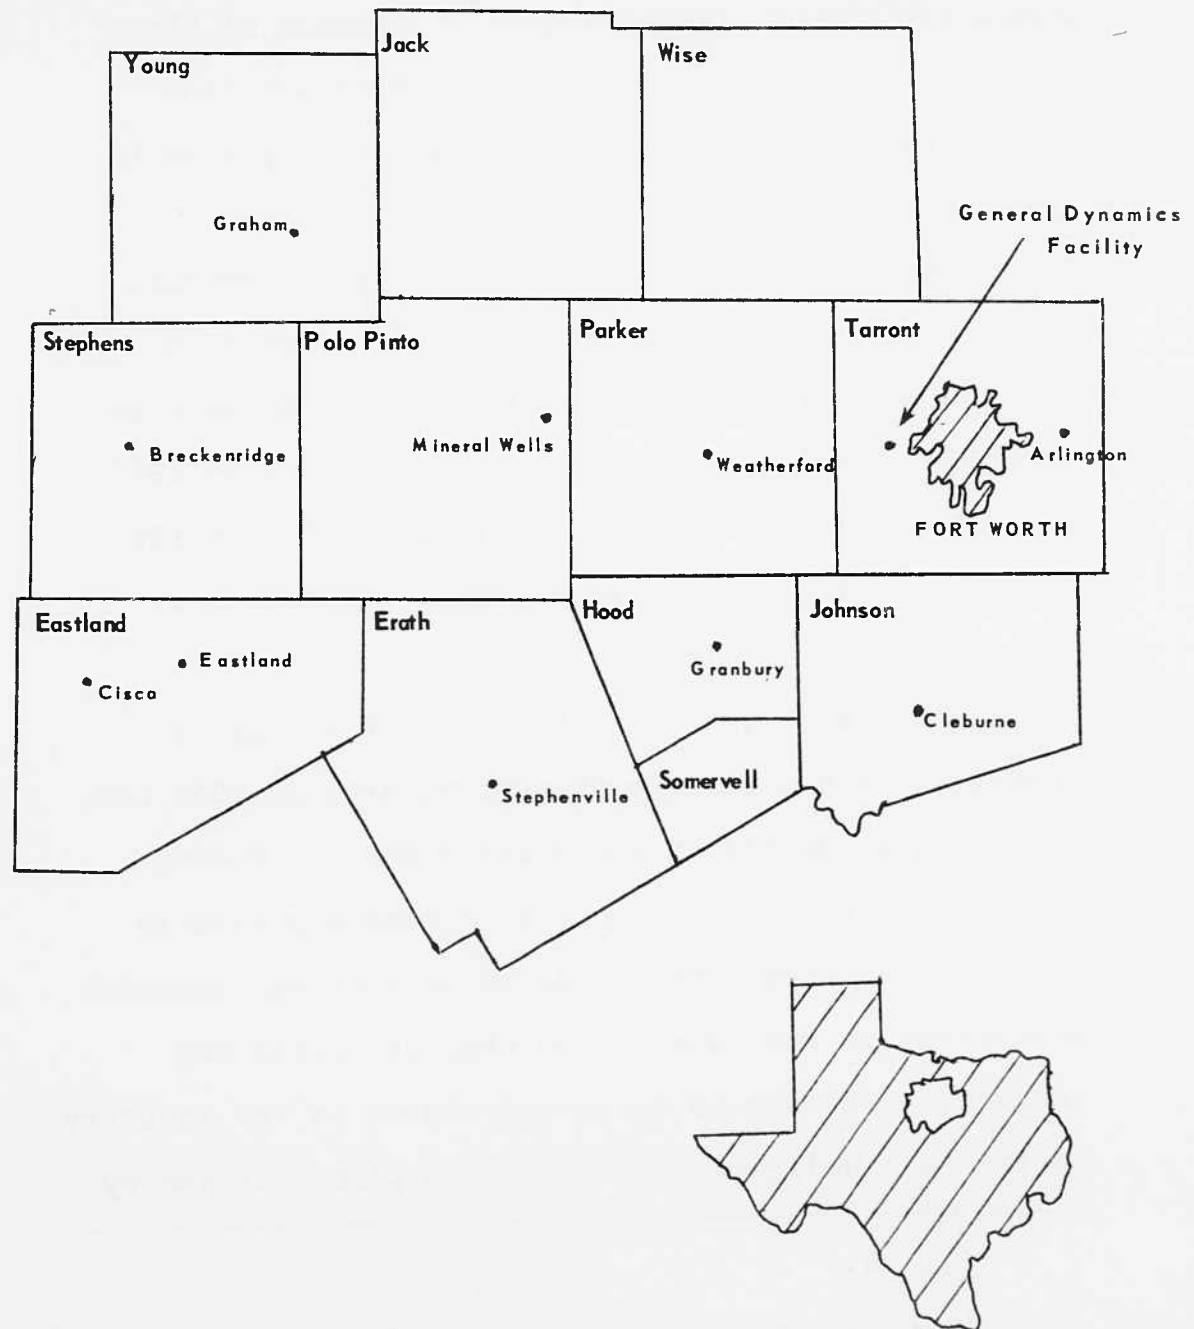 Jack
Wise
Young
Graham
General Dynamics
Facility
Stephens
Polo Pinto
Parker
Tarront
Breckenridge
Mineral Wells
Weatherford
Arlington
FORT WORTH
Eastland
Erath
Hood
Johnson
Eastland
Cisca
Granbury
Cleburne
Somervell
Stephenville